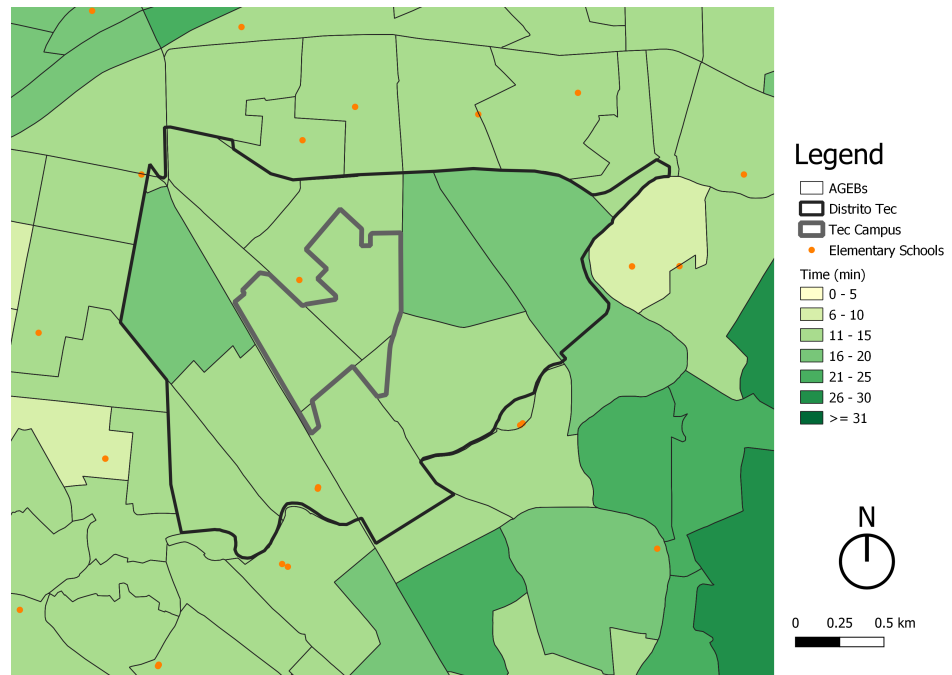 Legend
AGEBs
Distrito Tec
Tec Campus
Elementary Schools
Time (min)
0 - 5
6 - 10
11 - 15
16 - 20
21 - 25
26 - 30
>= 31
N
0 0.25 0.5 km